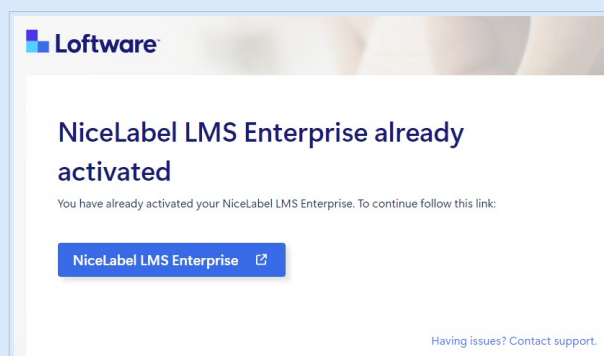 Loftware
NiceLabel LMS Enterprise already
activated
You have already activated your NiceLabel LMS Enterprise. To continue follow this link:
NiceLabel LMS Enterprise
Having issues? Contact support.